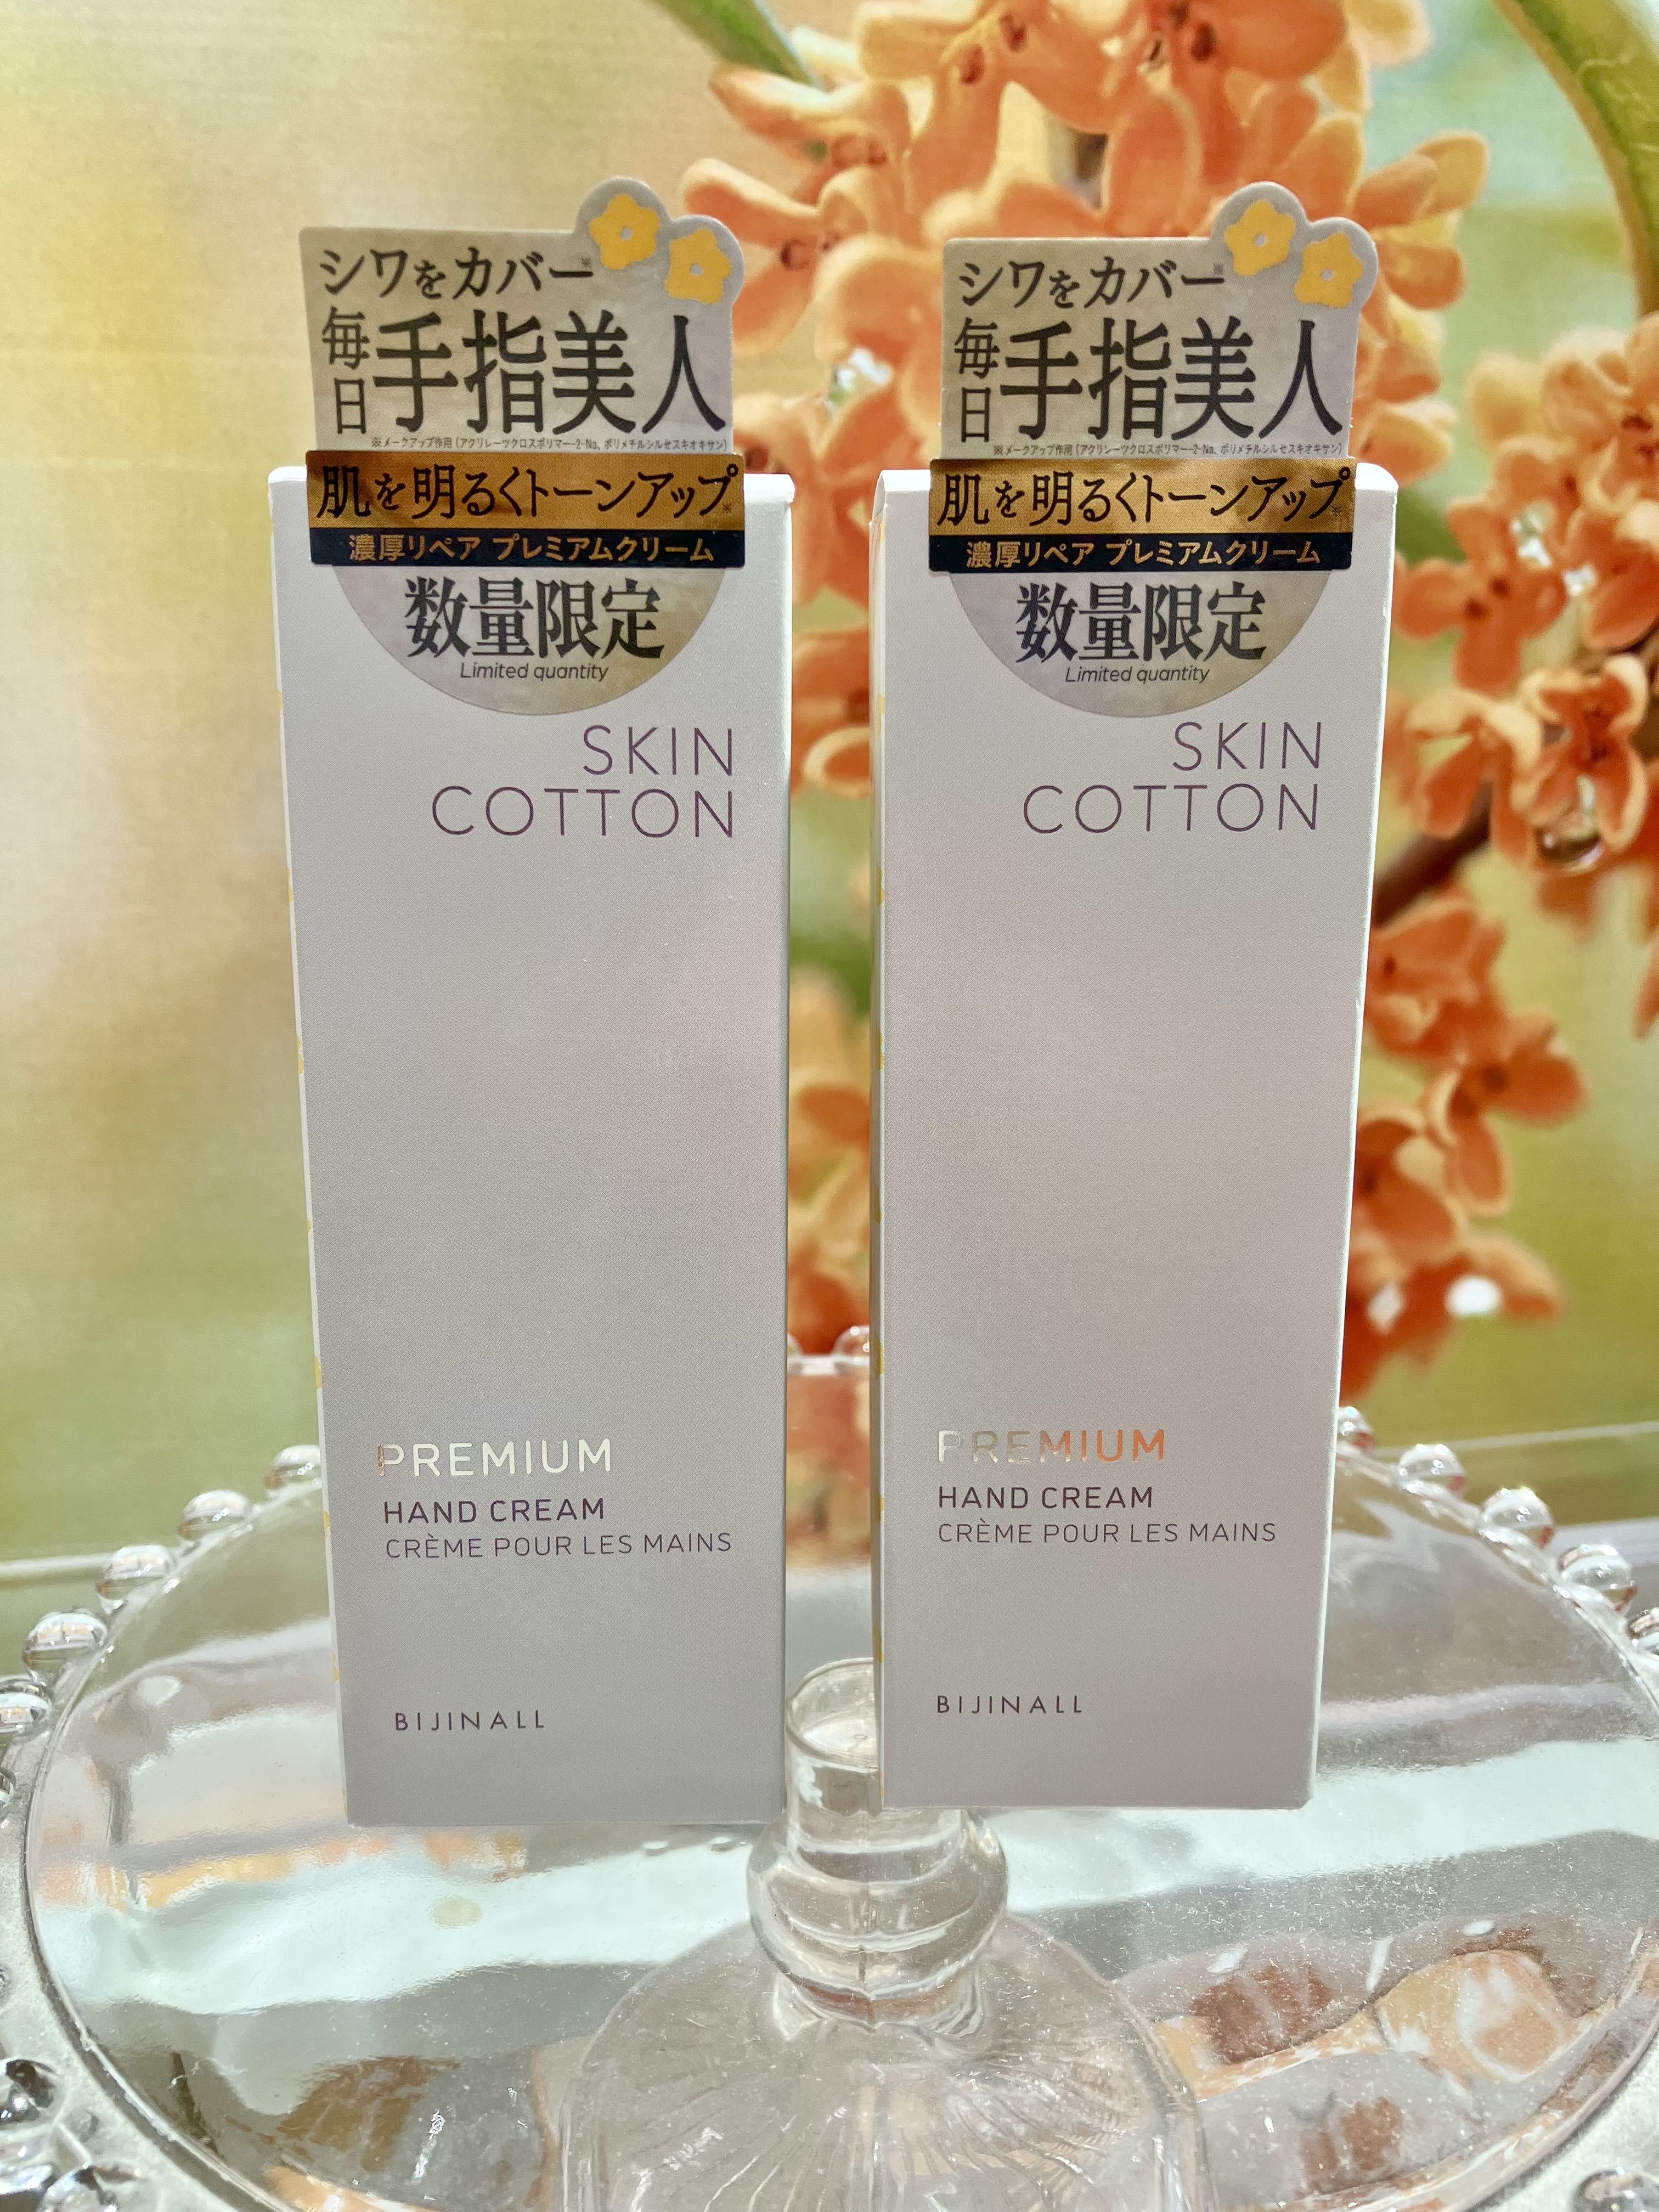 シワをカバー※
毎日手指美人
※メークアップ作用（アクリレーツクロスポリマー-2-Na、ポリメチルシルセスキオキサン）
肌を明るくトーンアップ※
濃厚リペア プレミアムクリーム
数量限定
Limited quantity
SKIN
COTTON
PREMIUM
HAND CREAM
CRÈME POUR LES MAINS
BIJINALL
シワをカバー※
毎日手指美人
※メークアップ作用（アクリレーツクロスポリマー-2-Na、ポリメチルシルセスキオキサン）
肌を明るくトーンアップ※
濃厚リペア プレミアムクリーム
数量限定
Limited quantity
SKIN
COTTON
PREMIUM
HAND CREAM
CRÈME POUR LES MAINS
BIJINALL